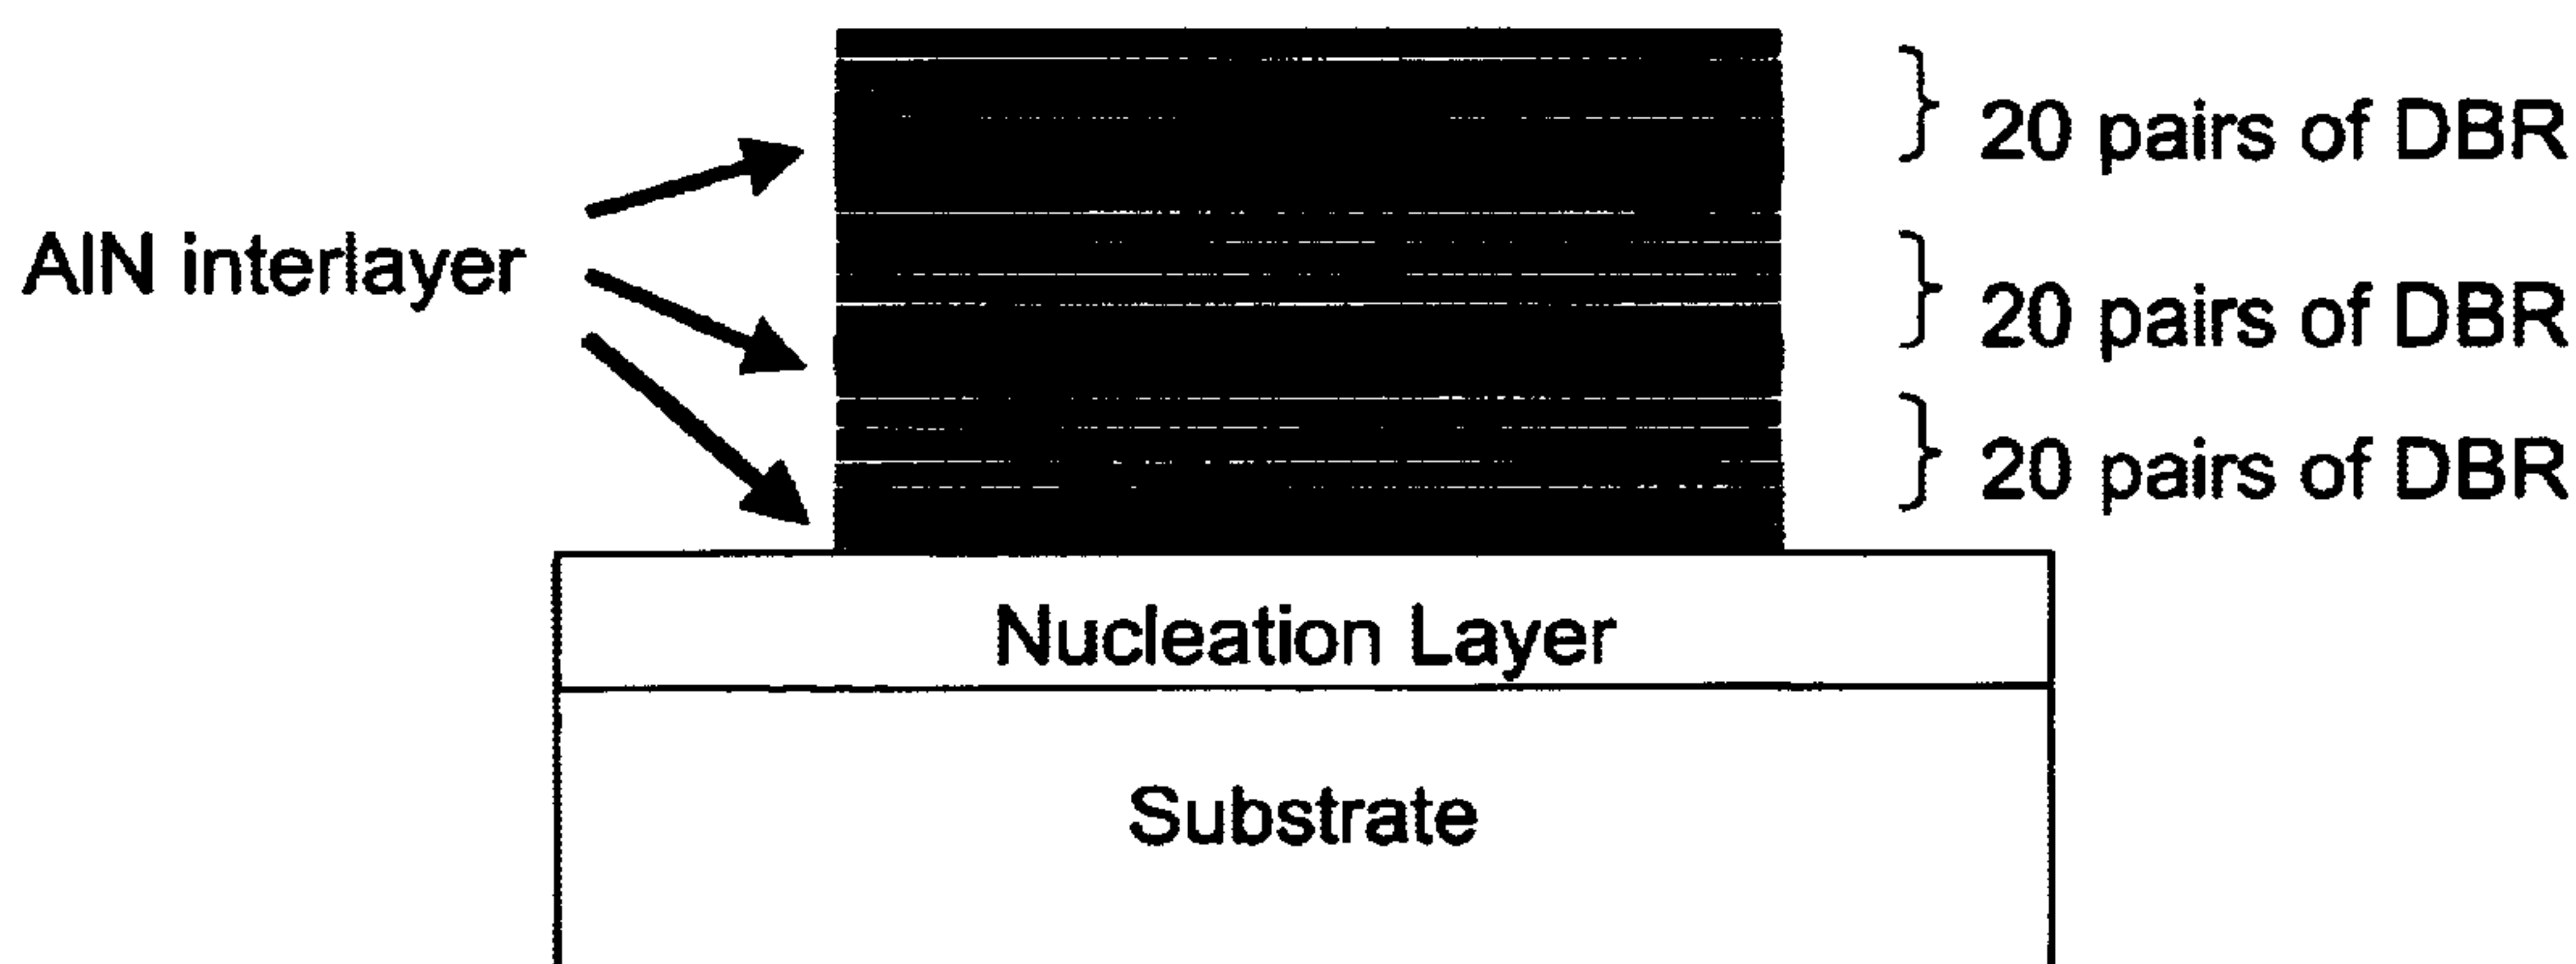 20 pairs of DBR
AlN interlayer
20 pairs of DBR
20 pairs of DBR
Nucleation Layer
Substrate